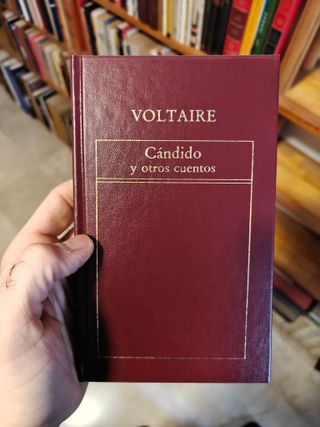 VOLTAIRE
Cándido
y otros cuentos